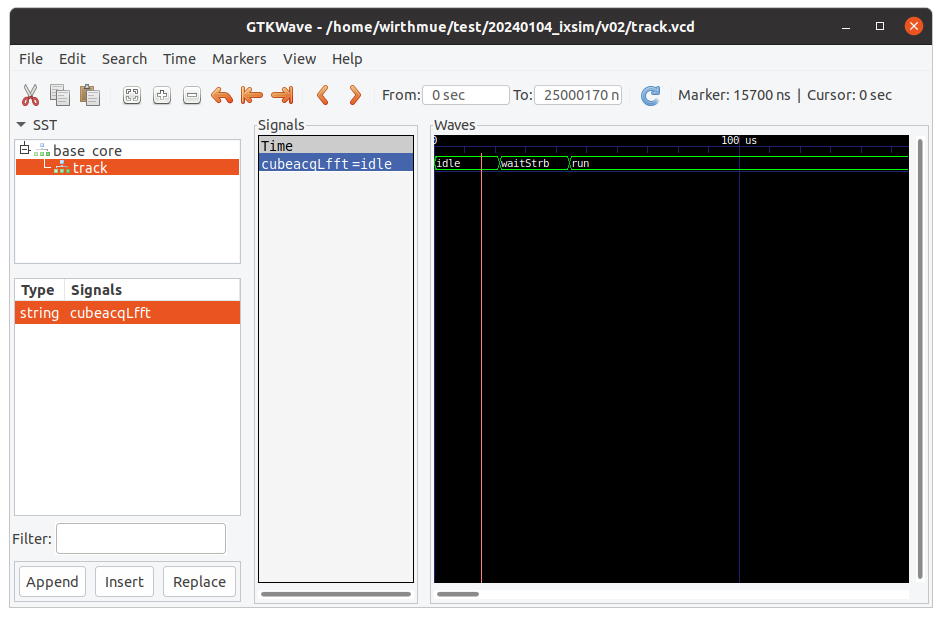 GTKWave - /home/wirthmue/test/20240104_ixsim/v02/track.vcd
File Edit Search Time Markers View Help
From: 0 sec To: 25000170 n Marker: 15700 ns | Cursor: 0 sec
SST
base_core
track
Type Signals
string cubeacqLfft
Filter:
Append Insert Replace
Signals
Time
cubeacqLfft =idle
Waves
0 100 us
idle waitStrb run